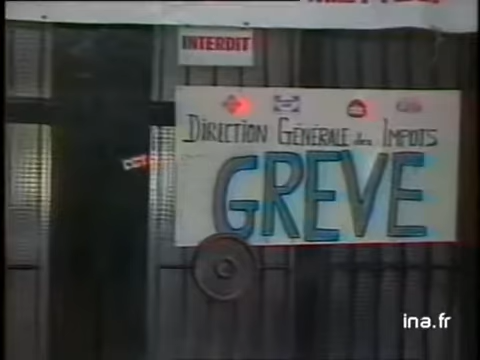 INTERDIT
DIRECTION GÉNÉRALE des IMPOTS
GREVE
ina.fr